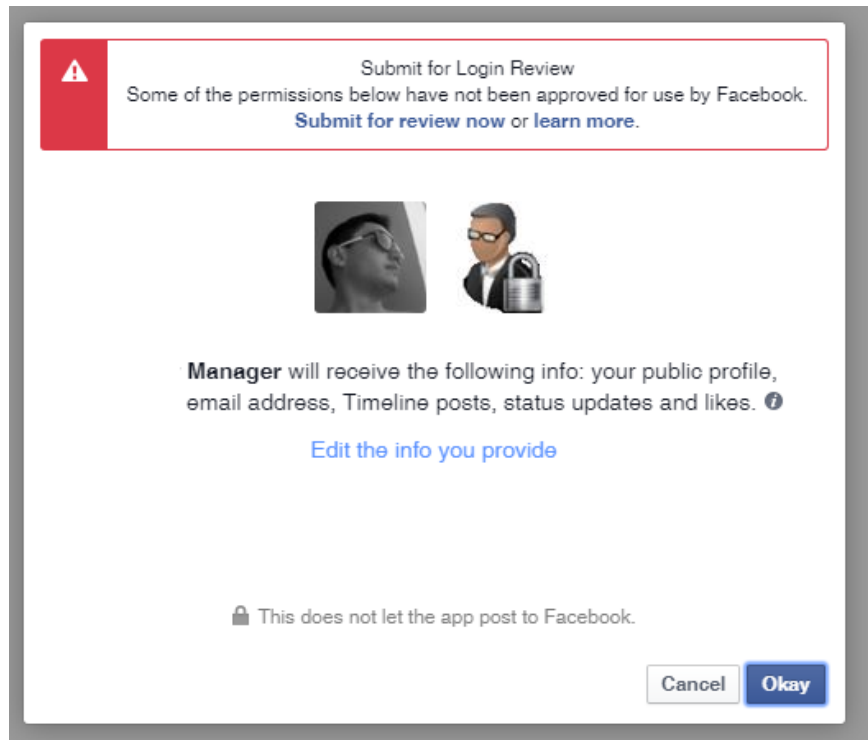 Submit for Login Review
Some of the permissions below have not been approved for use by Facebook.
Submit for review now or learn more.
Manager will receive the following info: your public profile,
email address, Timeline posts, status updates and likes.
Edit the info you provide
This does not let the app post to Facebook.
Cancel
Okay